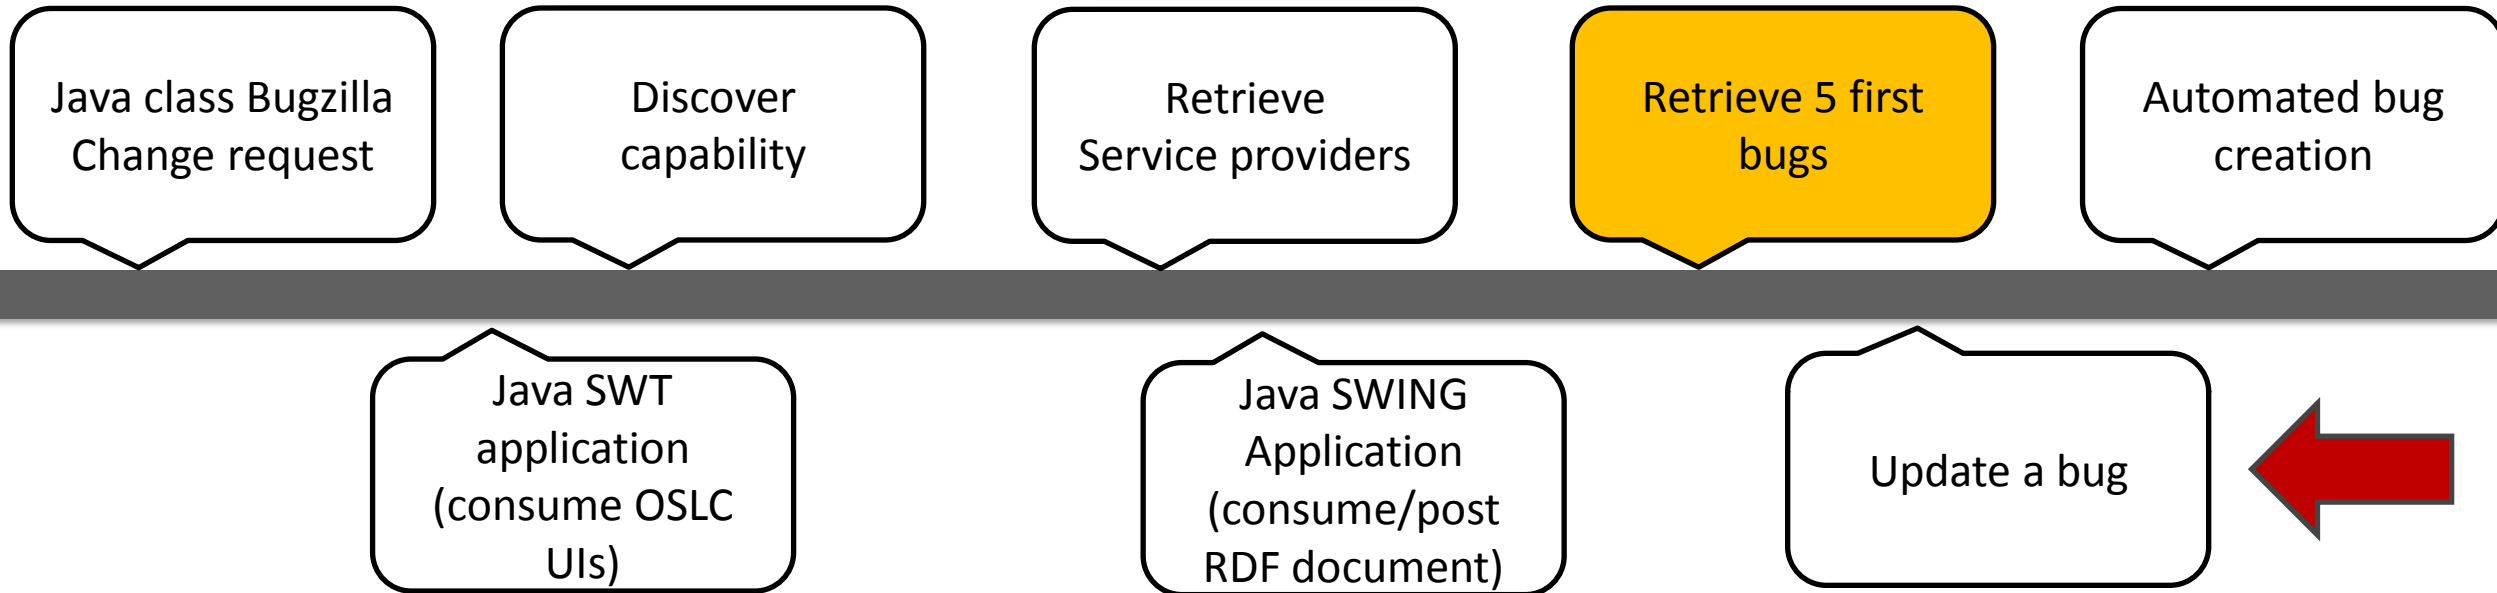 Java class Bugzilla
Change request
Discover
capability
Retrieve
Service providers
Retrieve 5 first
bugs
Automated bug
creation
Java SWT
application
(consume OSLC
UIs)
Java SWING
Application
(consume/post
RDF document)
Update a bug